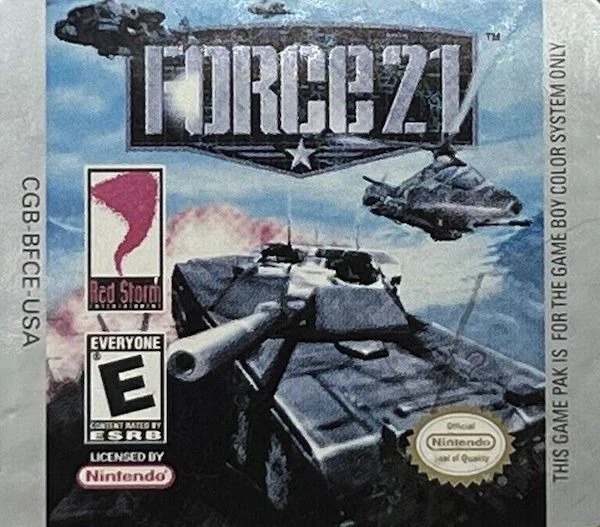 FORCE 21
TM
CGB-BFCE-USA
Red Storm
ENTERTAINMENT
EVERYONE
E
CONTENT RATED BY
ESRB
LICENSED BY
Nintendo
Official
Nintendo
Seal of Quality
THIS GAME PAK IS FOR THE GAME BOY COLOR SYSTEM ONLY